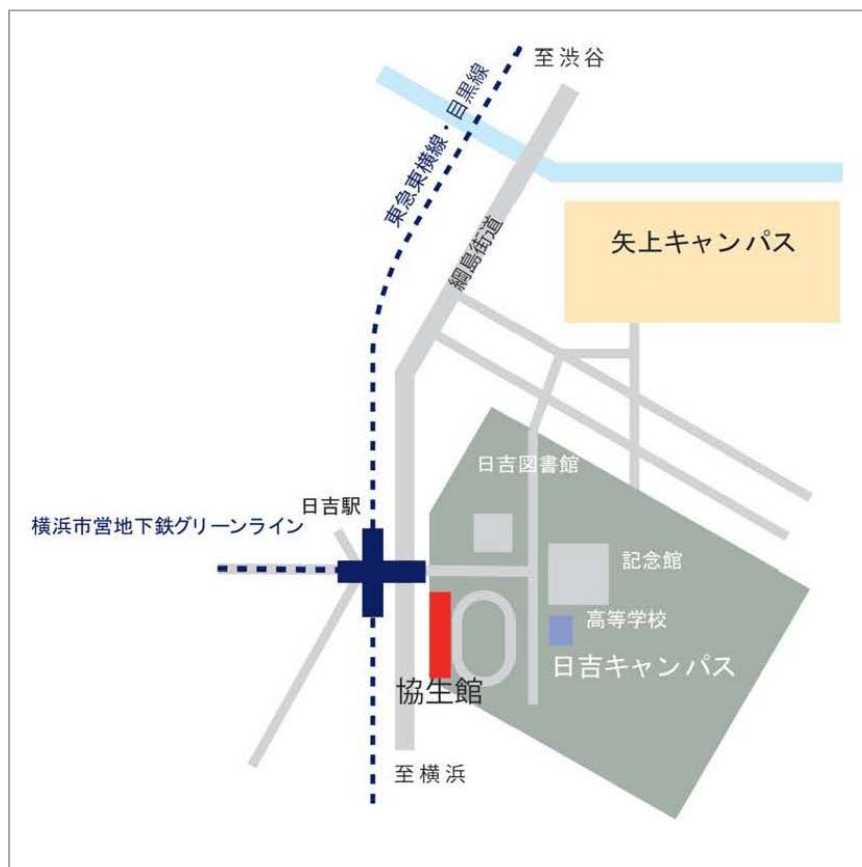 至渋谷
東急東横線・目黒線
綱島街道
矢上キャンパス
日吉図書館
日吉駅
横浜市営地下鉄グリーンライン
記念館
高等学校
日吉キャンパス
協生館
至横浜